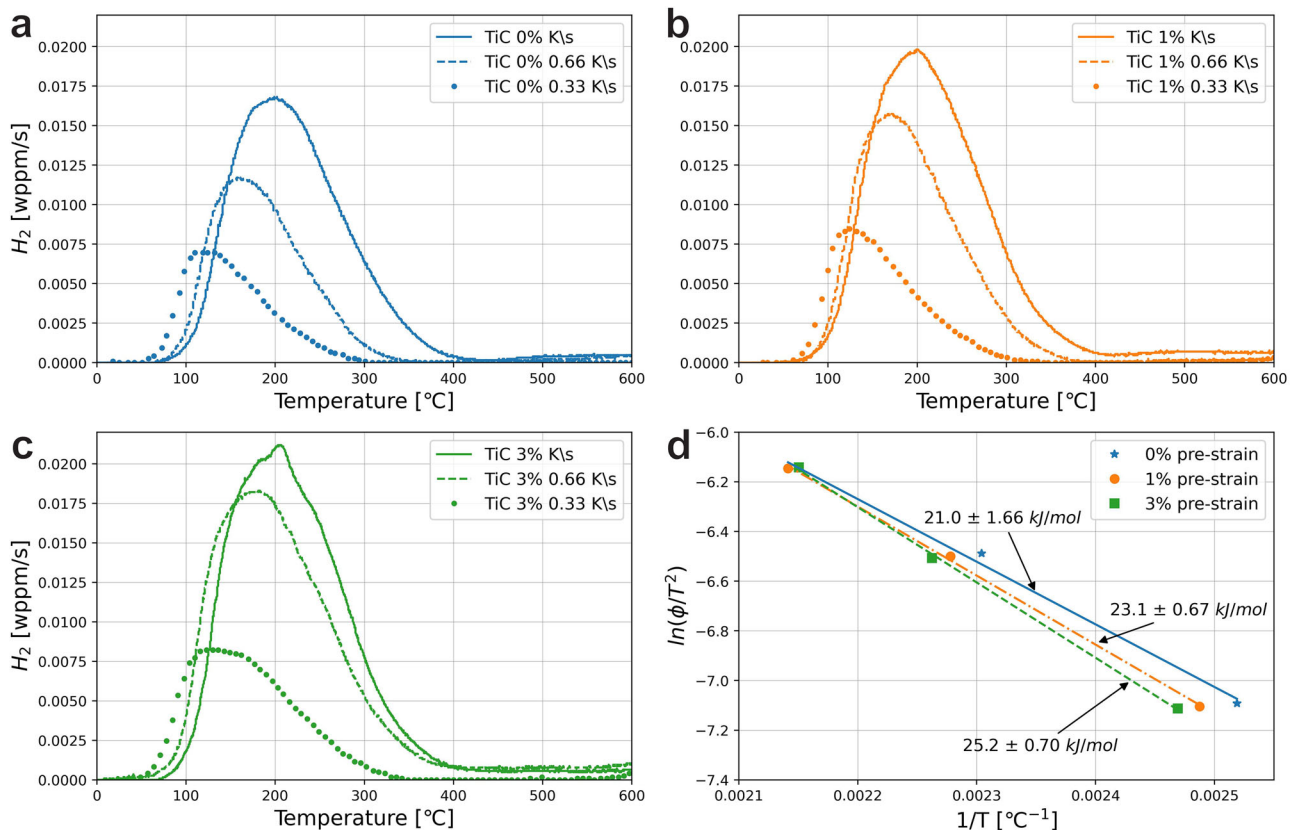 a
H₂ [wppm/s]
0.0200
0.0175
0.0150
0.0125
0.0100
0.0075
0.0050
0.0025
0.0000
TiC 0% K\s
TiC 0% 0.66 K\s
TiC 0% 0.33 K\s
0 100 200 300 400 500 600
Temperature [℃]
b
0.0200
0.0175
0.0150
0.0125
0.0100
0.0075
0.0050
0.0025
0.0000
TiC 1% K\s
TiC 1% 0.66 K\s
TiC 1% 0.33 K\s
0 100 200 300 400 500 600
Temperature [℃]
c
H₂ [wppm/s]
0.0200
0.0175
0.0150
0.0125
0.0100
0.0075
0.0050
0.0025
0.0000
TiC 3% K\s
TiC 3% 0.66 K\s
TiC 3% 0.33 K\s
0 100 200 300 400 500 600
Temperature [℃]
d
ln(ϕ/T²)
−6.0
−6.2
−6.4
−6.6
−6.8
−7.0
−7.2
−7.4
0% pre-strain
1% pre-strain
3% pre-strain
21.0 ± 1.66 kJ/mol
23.1 ± 0.67 kJ/mol
25.2 ± 0.70 kJ/mol
0.0021 0.0022 0.0023 0.0024 0.0025
1/T [℃⁻¹]